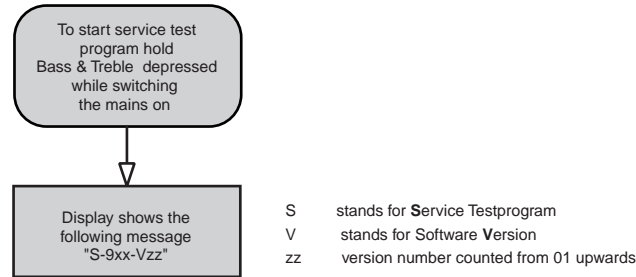 To start service test
program hold
Bass & Treble depressed
while switching
the mains on
Display shows the
following message
"S-9xx-Vzz"
S stands for Service Testprogram
V stands for Software Version
zz version number counted from 01 upwards